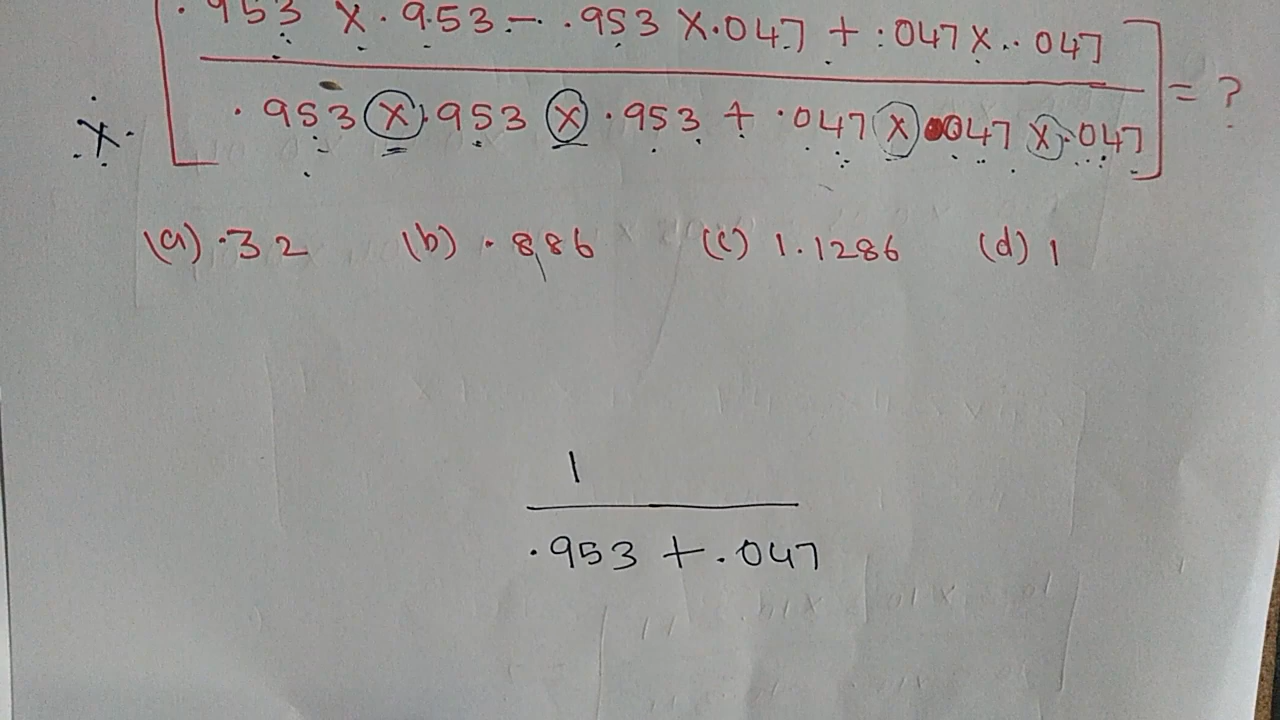 .953 X .953 - .953 X .047 + .047 X .047
.953 X .953 X .953 + .047 X .047 X .047
= ?
(a) .32 (b) .886 (c) 1.1286 (d) 1
1
.953 + .047